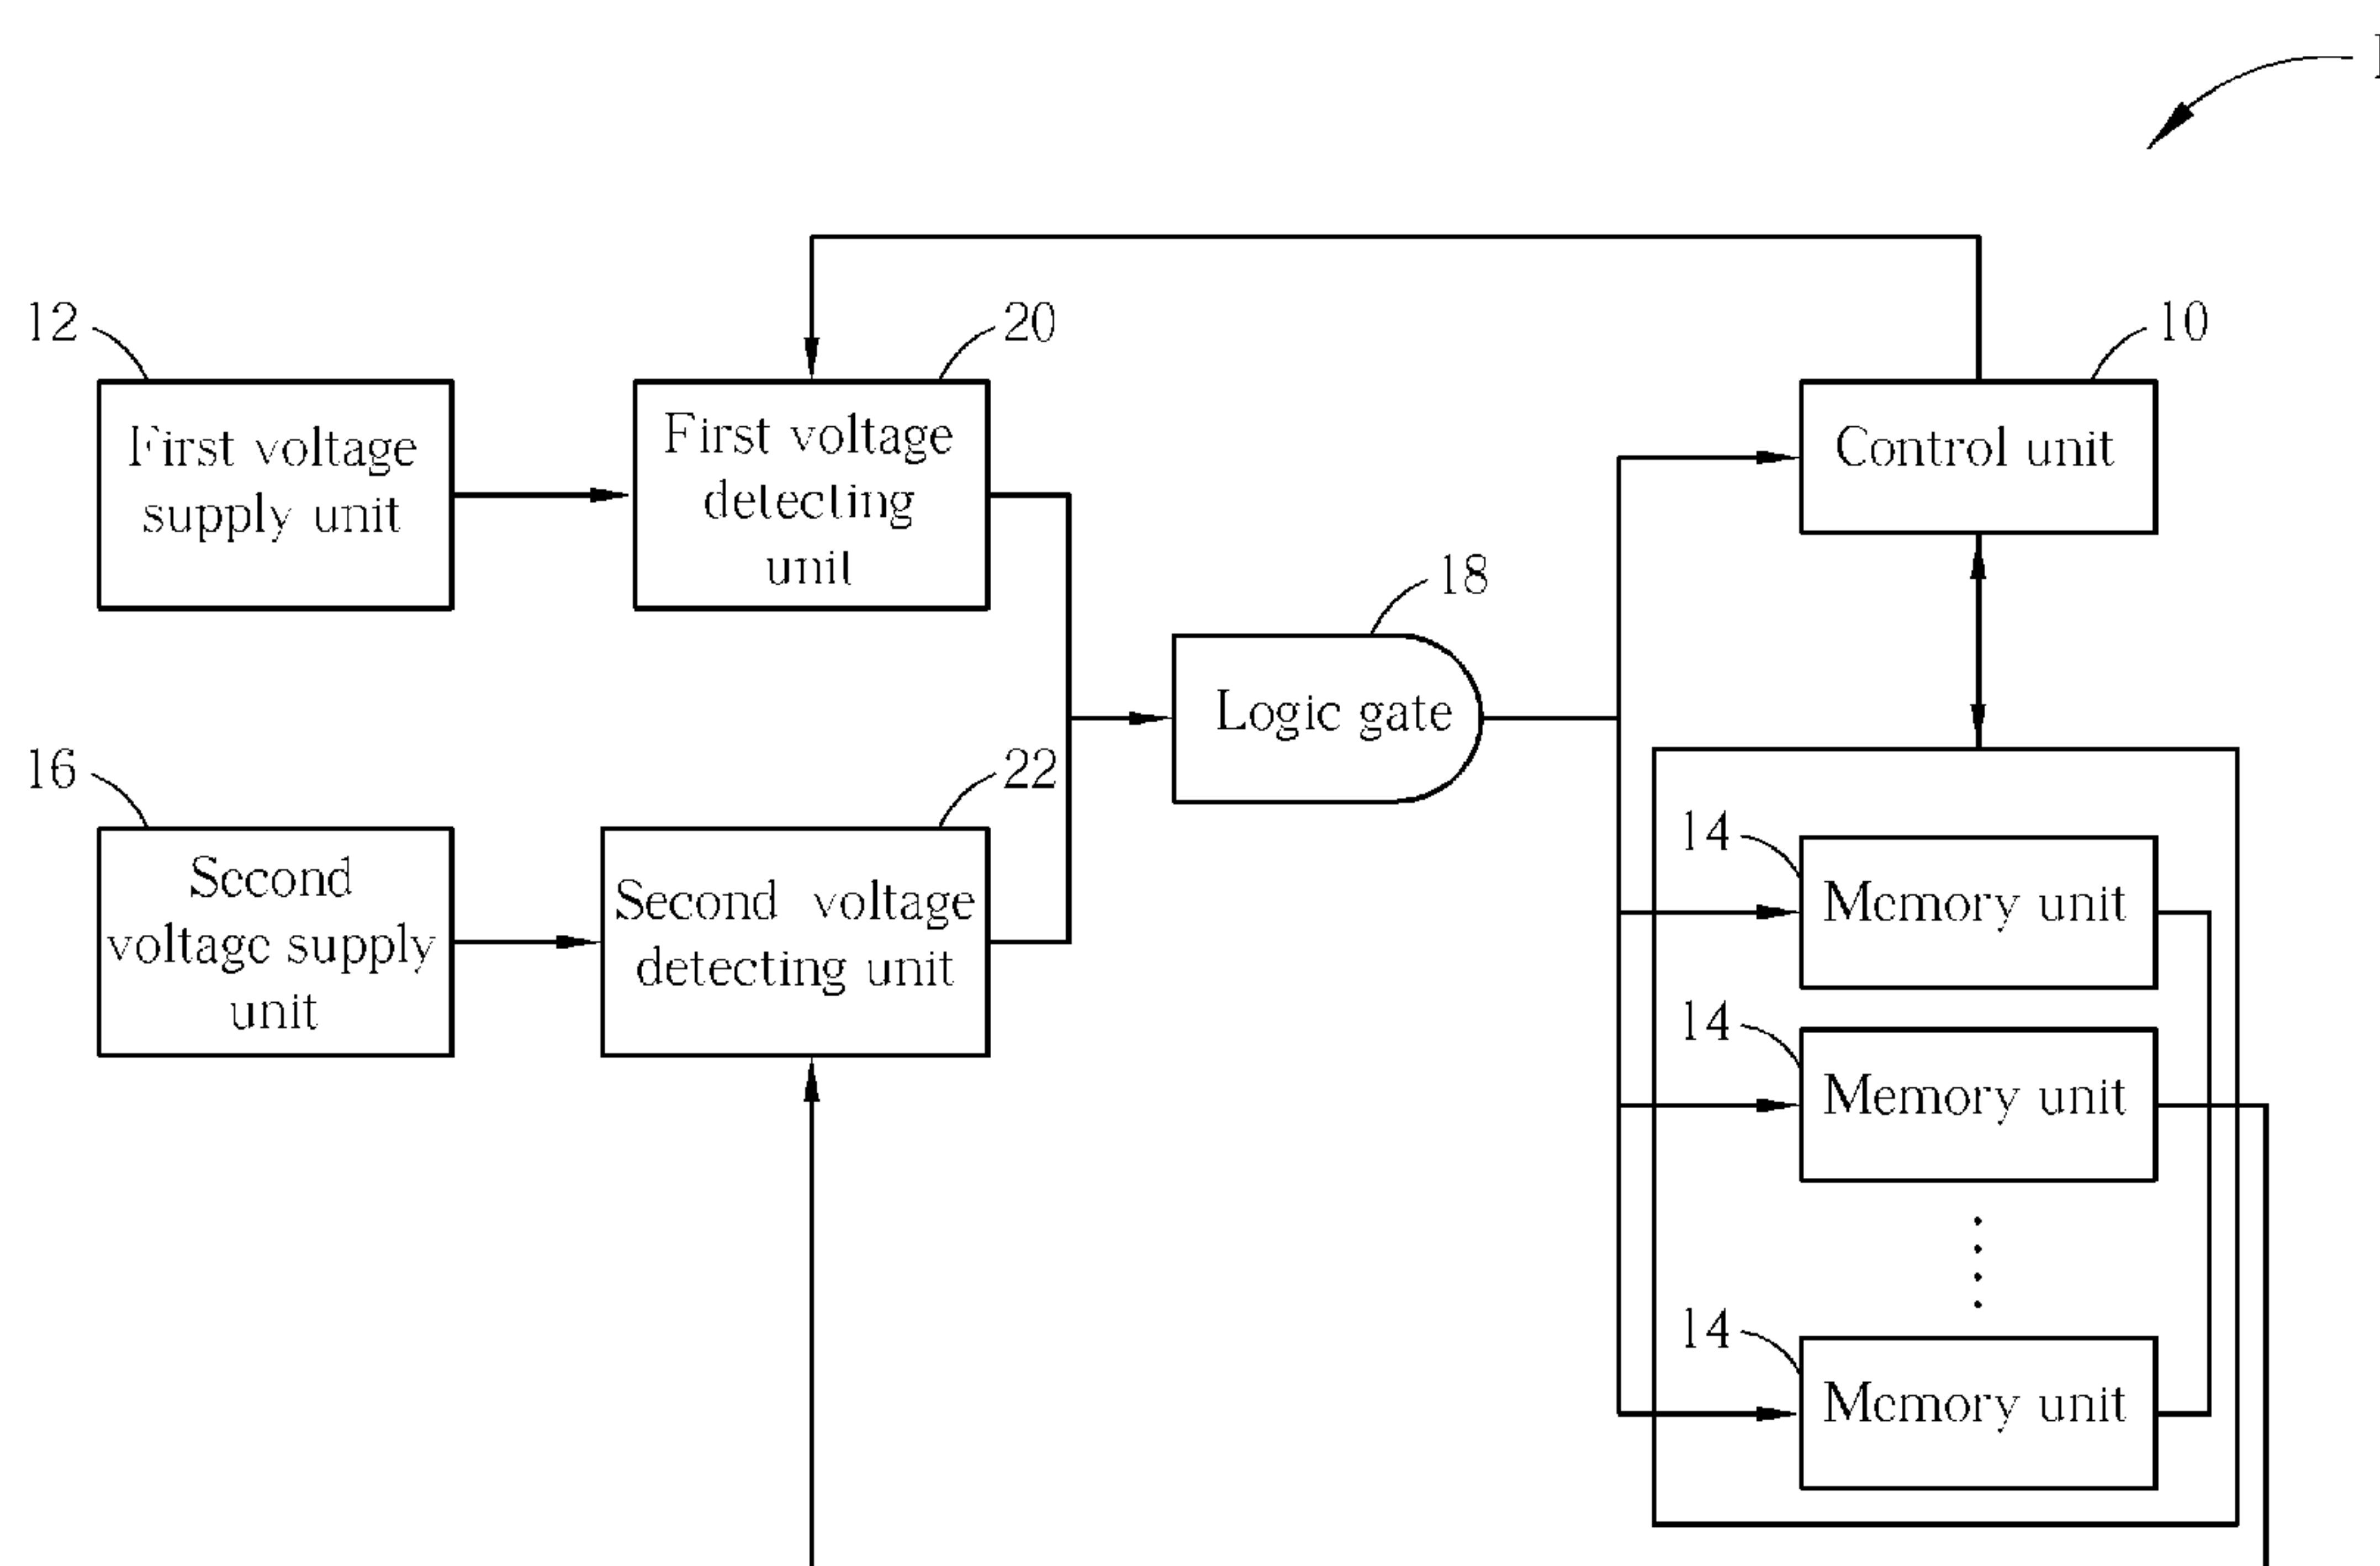 12
First voltage
supply unit
20
First voltage
detecting
unit
10
Control unit
18
Logic gate
16
Second
voltage supply
unit
22
Second voltage
detecting unit
14
Memory unit
14
Memory unit
14
Memory unit